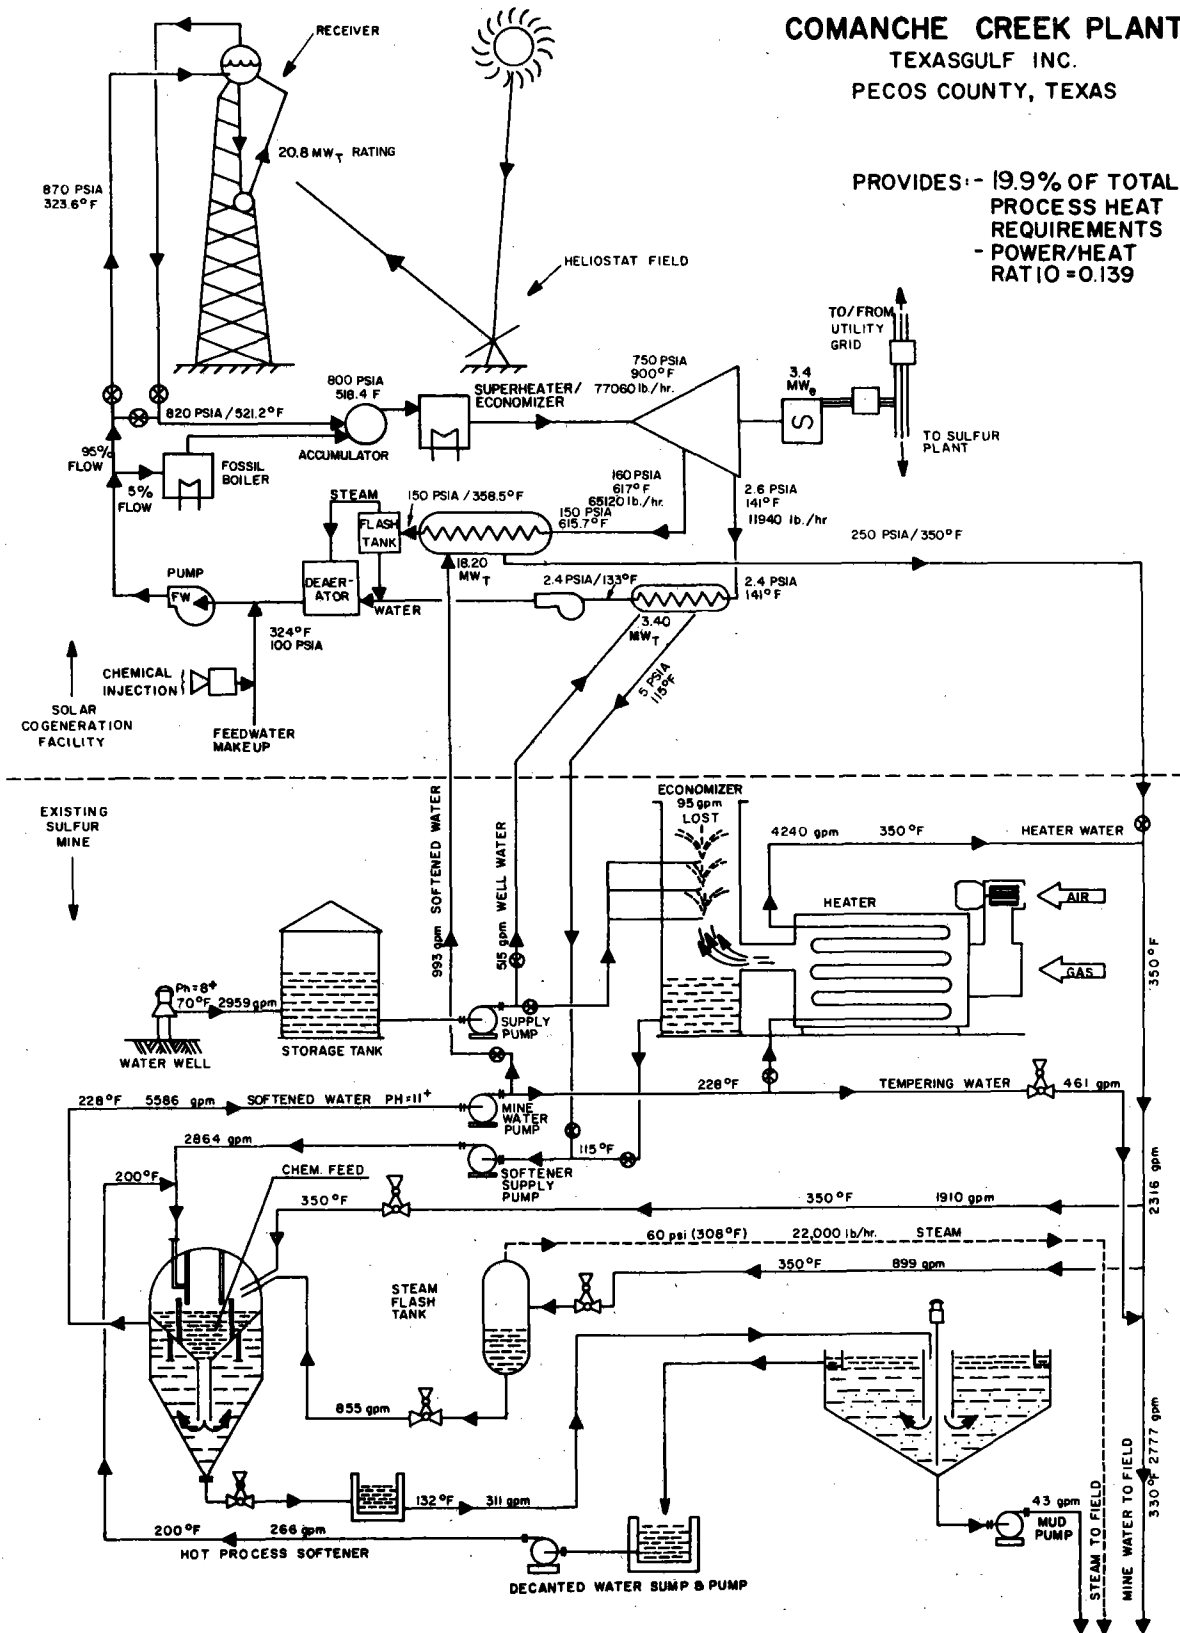 COMANCHE CREEK PLANT
TEXASGULF INC.
PECOS COUNTY, TEXAS
RECEIVER
20.8 MWT RATING
870 PSIA
323.6°F
PROVIDES:- 19.9% OF TOTAL
PROCESS HEAT
REQUIREMENTS
- POWER/HEAT
RATIO = 0.139
HELIOSTAT FIELD
TO/FROM
UTILITY
GRID
750 PSIA
900°F
77060 lb./hr.
3.4
MWe
S
800 PSIA
518.4 F
SUPERHEATER/
ECONOMIZER
820 PSIA/521.2°F
ACCUMULATOR
TO SULFUR
PLANT
95%
FLOW
5%
FLOW
FOSSIL
BOILER
160 PSIA
617°F
65120 lb./hr.
150 PSIA
615.7°F
2.6 PSIA
141°F
11940 lb./hr
STEAM
150 PSIA/358.5°F
FLASH
TANK
250 PSIA/350°F
18.20
MWT
PUMP
FW
DEAER-
ATOR
WATER
2.4 PSIA/133°F
2.4 PSIA
141°F
3.40
MWT
324°F
100 PSIA
5 PSIA
115°F
CHEMICAL
INJECTION
FEEDWATER
MAKEUP
SOLAR
COGENERATION
FACILITY
EXISTING
SULFUR
MINE
993 gpm SOFTENED WATER
515 gpm WELL WATER
ECONOMIZER
95 gpm
LOST
4240 gpm 350°F HEATER WATER
HEATER
AIR
GAS
350°F
Ph=8+
70°F 2959 gpm
WATER WELL
STORAGE TANK
SUPPLY
PUMP
228°F
TEMPERING WATER
461 gpm
228°F 5586 gpm SOFTENED WATER PH=11+
MINE
WATER
PUMP
2864 gpm
115°F
SOFTENER
SUPPLY
PUMP
200°F
CHEM. FEED
350°F
350°F 1910 gpm
2316 gpm
60 psi (308°F) 22,000 lb/hr. STEAM
STEAM
FLASH
TANK
350°F 899 gpm
855 gpm
132°F 311 gpm
200°F 266 gpm
HOT PROCESS SOFTENER
DECANTED WATER SUMP & PUMP
43 gpm
MUD
PUMP
STEAM TO FIELD
MINE WATER TO FIELD
330°F 2777 gpm